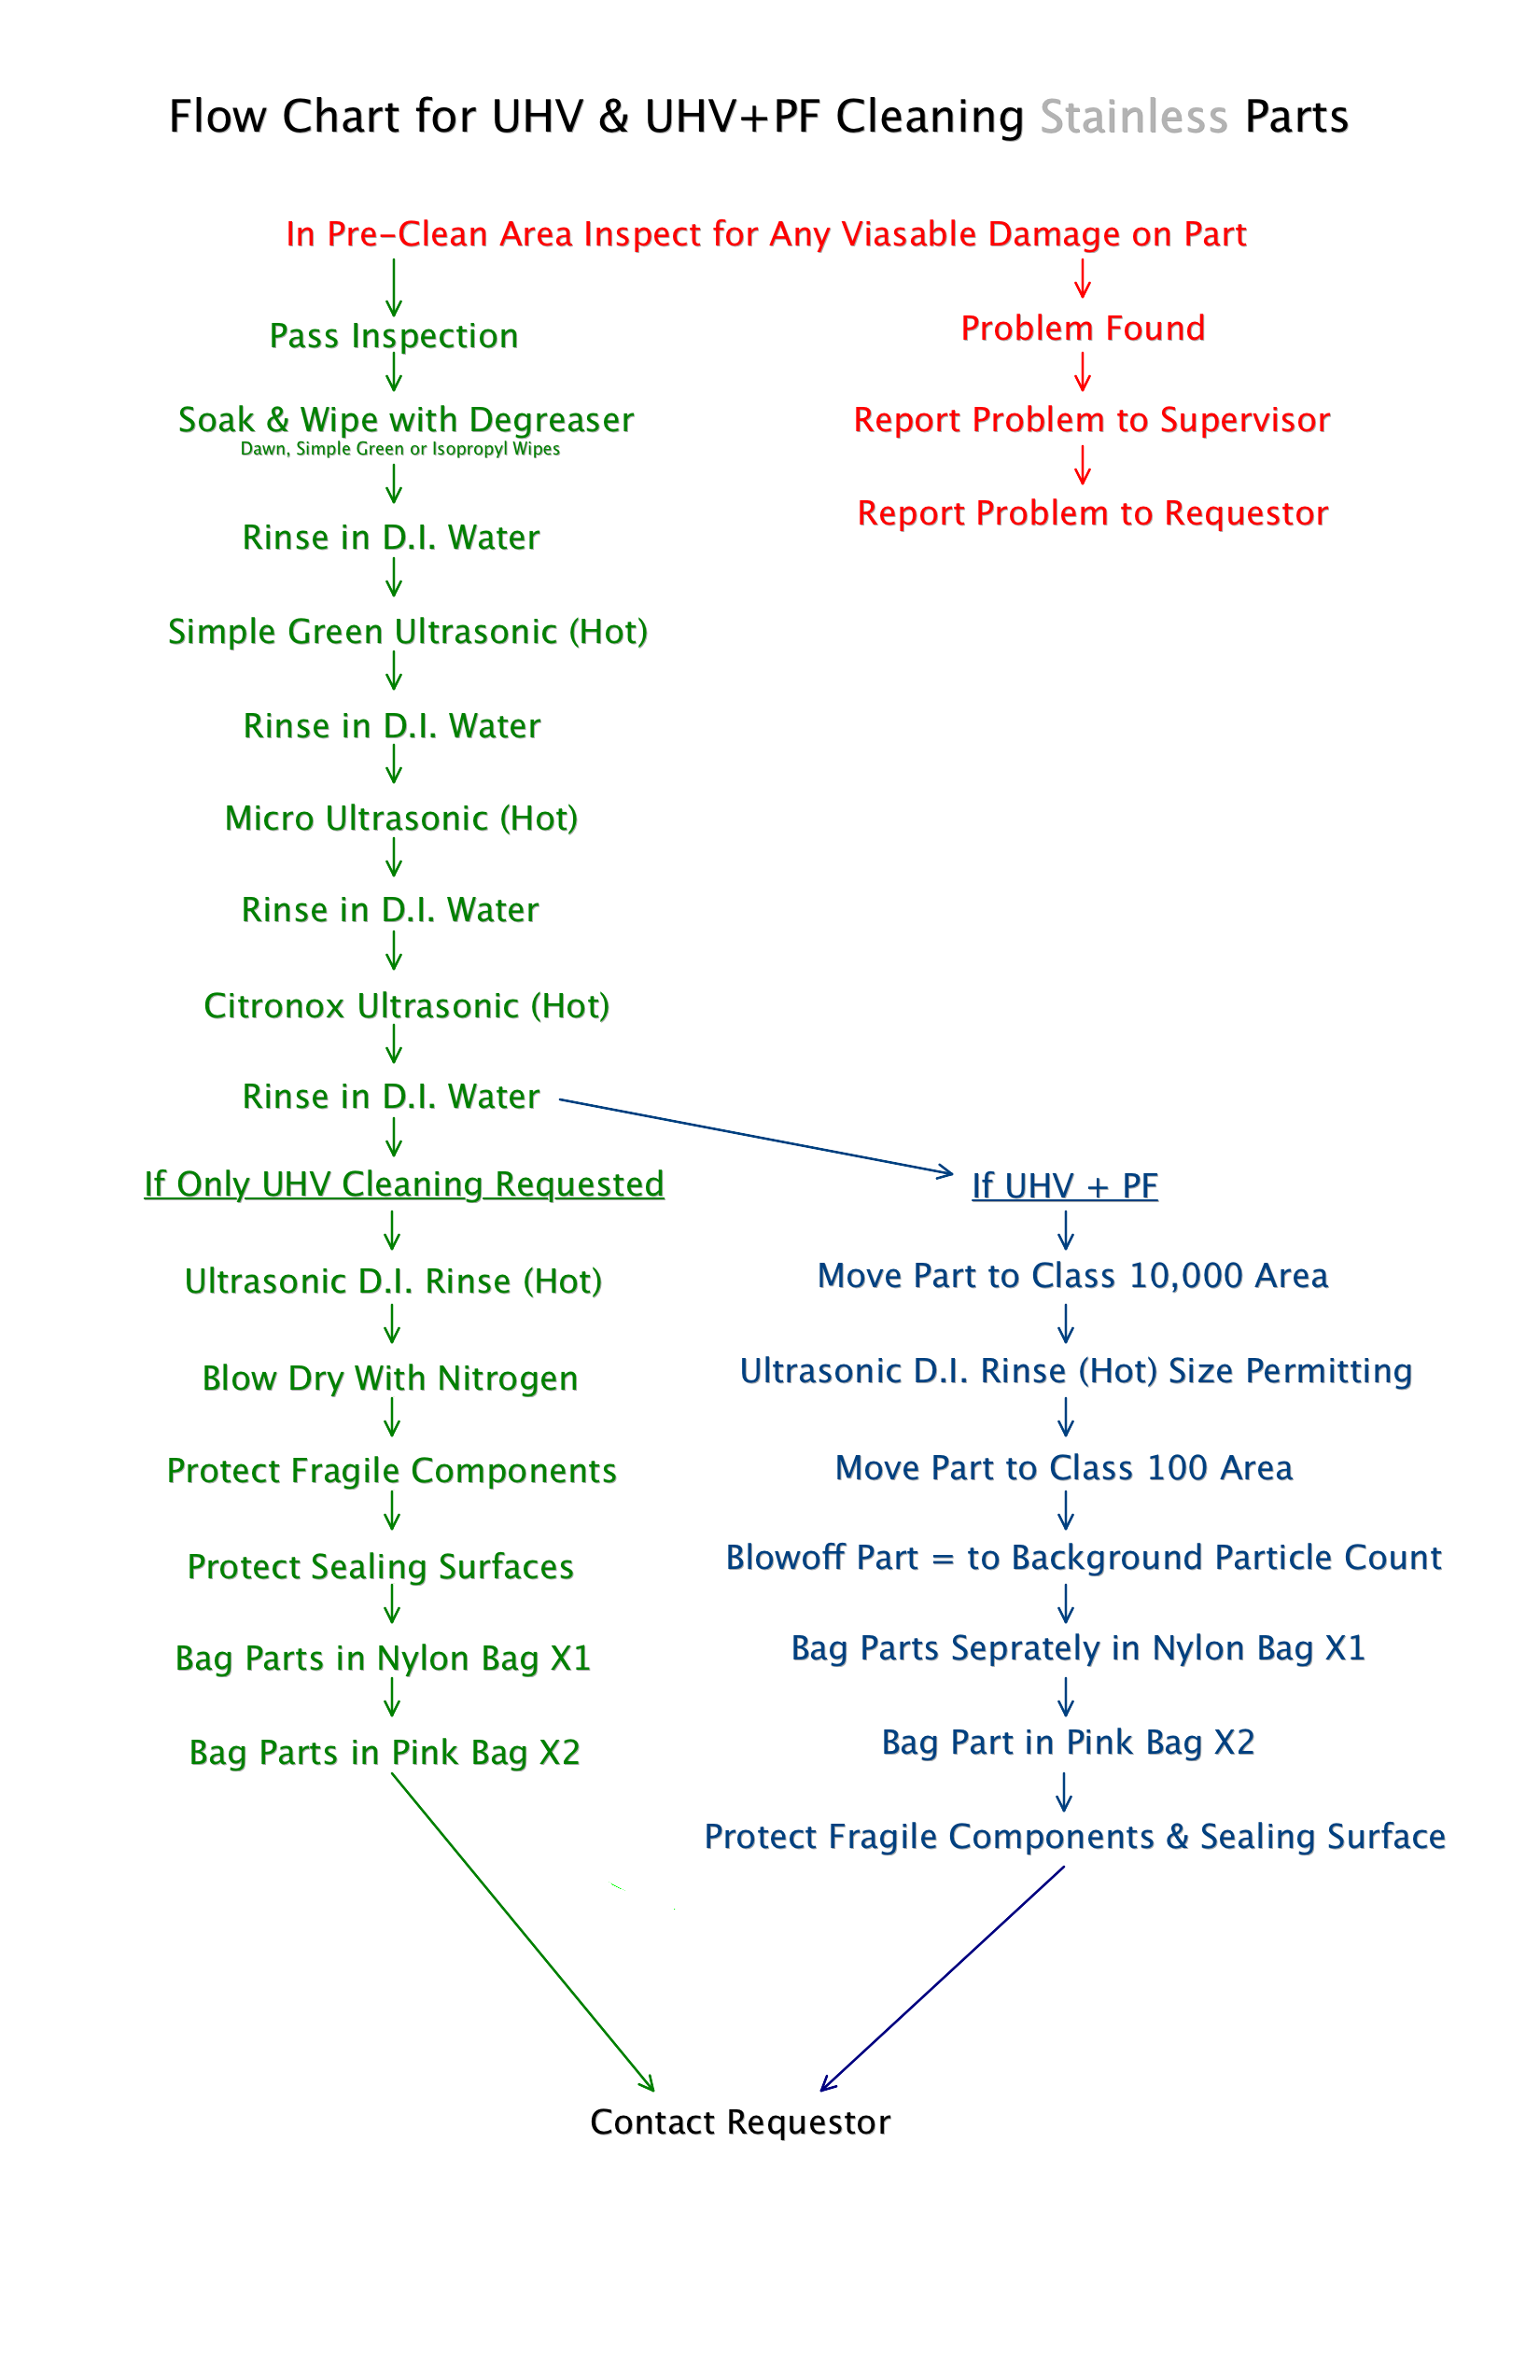 Flow Chart for UHV & UHV+PF Cleaning Stainless Parts
In Pre-Clean Area Inspect for Any Viasable Damage on Part
Pass Inspection
Problem Found
Soak & Wipe with Degreaser
Dawn, Simple Green or Isopropyl Wipes
Report Problem to Supervisor
Rinse in D.I. Water
Report Problem to Requestor
Simple Green Ultrasonic (Hot)
Rinse in D.I. Water
Micro Ultrasonic (Hot)
Rinse in D.I. Water
Citronox Ultrasonic (Hot)
Rinse in D.I. Water
If Only UHV Cleaning Requested
Ultrasonic D.I. Rinse (Hot)
Blow Dry With Nitrogen
Protect Fragile Components
Protect Sealing Surfaces
Bag Parts in Nylon Bag X1
Bag Parts in Pink Bag X2
If UHV + PF
Move Part to Class 10,000 Area
Ultrasonic D.I. Rinse (Hot) Size Permitting
Move Part to Class 100 Area
Blowoff Part = to Background Particle Count
Bag Parts Seprately in Nylon Bag X1
Bag Part in Pink Bag X2
Protect Fragile Components & Sealing Surface
Contact Requestor